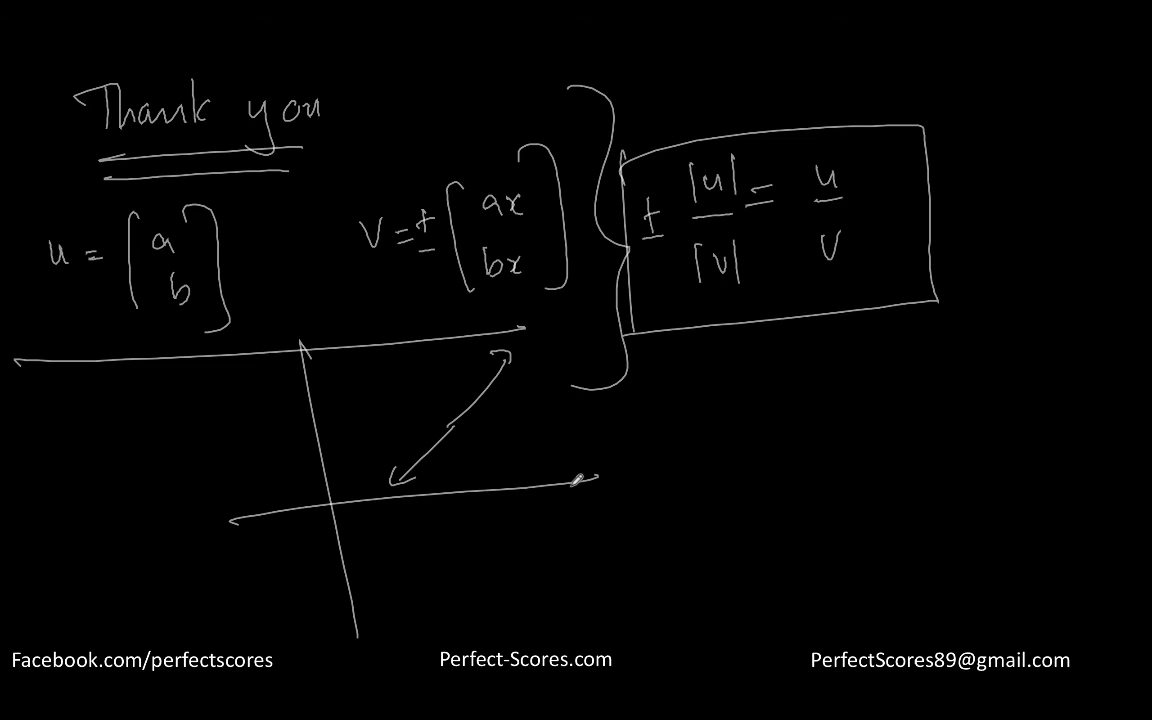 Thank you
u = [a b]
v = ± [ax bx]
± |u| / |v| = u / v
Facebook.com/perfectscores
Perfect-Scores.com
PerfectScores89@gmail.com